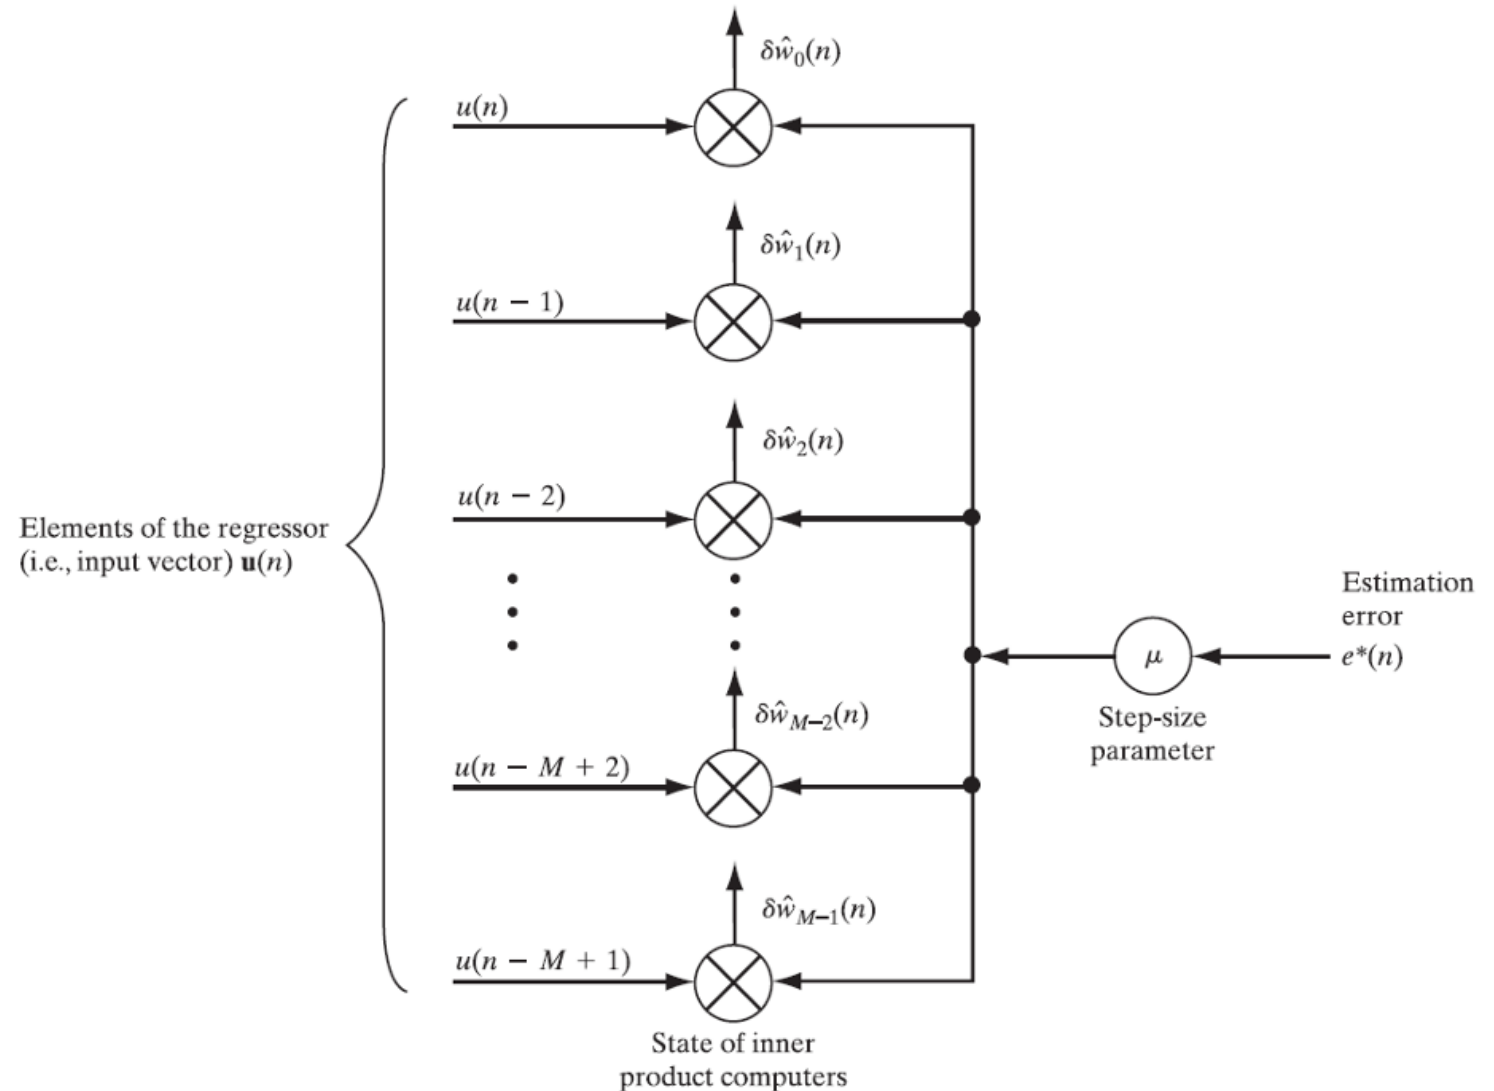 δŵ₀(n)
u(n)
δŵ₁(n)
u(n − 1)
δŵ₂(n)
u(n − 2)
Elements of the regressor
(i.e., input vector) u(n)
Estimation
error
e*(n)
μ
Step-size
parameter
δŵ_{M−2}(n)
u(n − M + 2)
δŵ_{M−1}(n)
u(n − M + 1)
State of inner
product computers